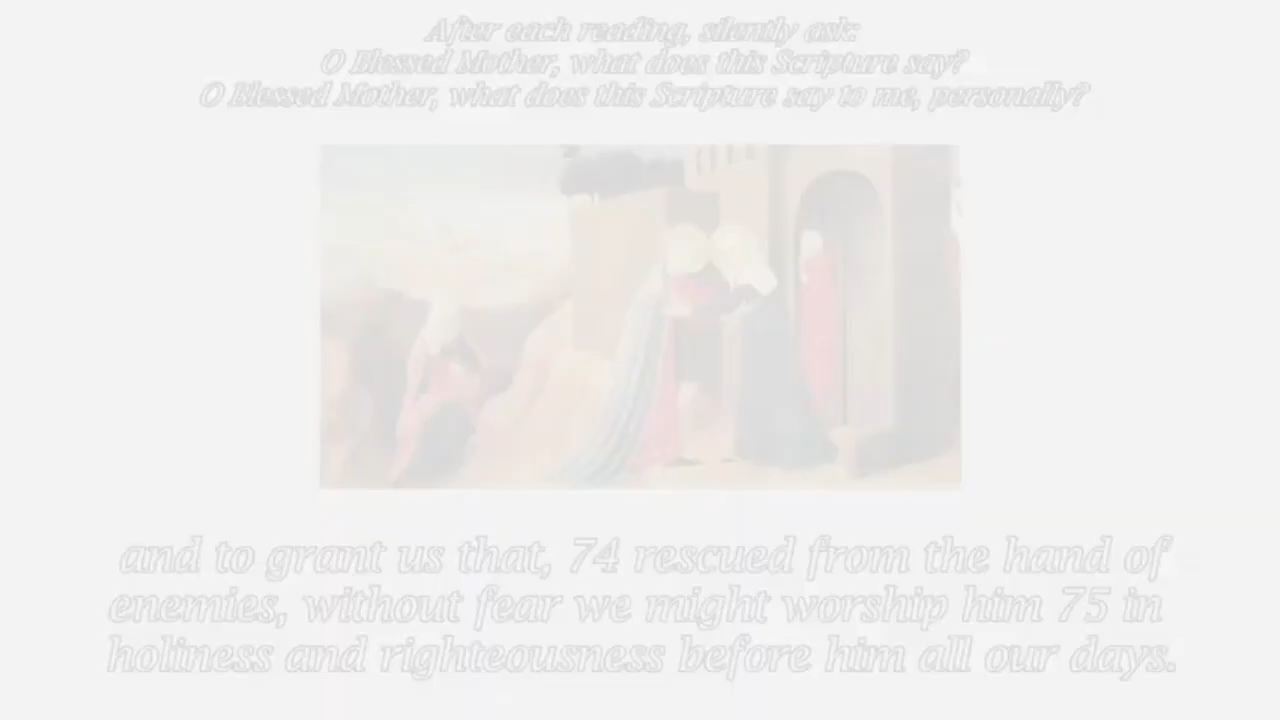 After each reading, silently ask:
O Blessed Mother, what does this Scripture say?
O Blessed Mother, what does this Scripture say to me, personally?
and to grant us that, 74 rescued from the hand of
enemies, without fear we might worship him 75 in
holiness and righteousness before him all our days.